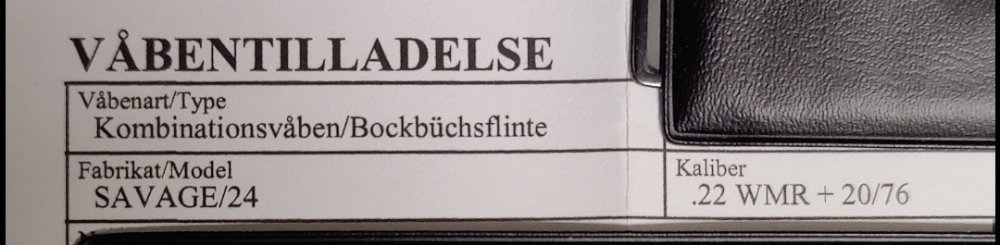 VÅBENTILLADELSE
Våbenart/Type
Kombinationsvåben/Bockbüchsflinte
Fabrikat/Model
SAVAGE/24
Kaliber
.22 WMR + 20/76